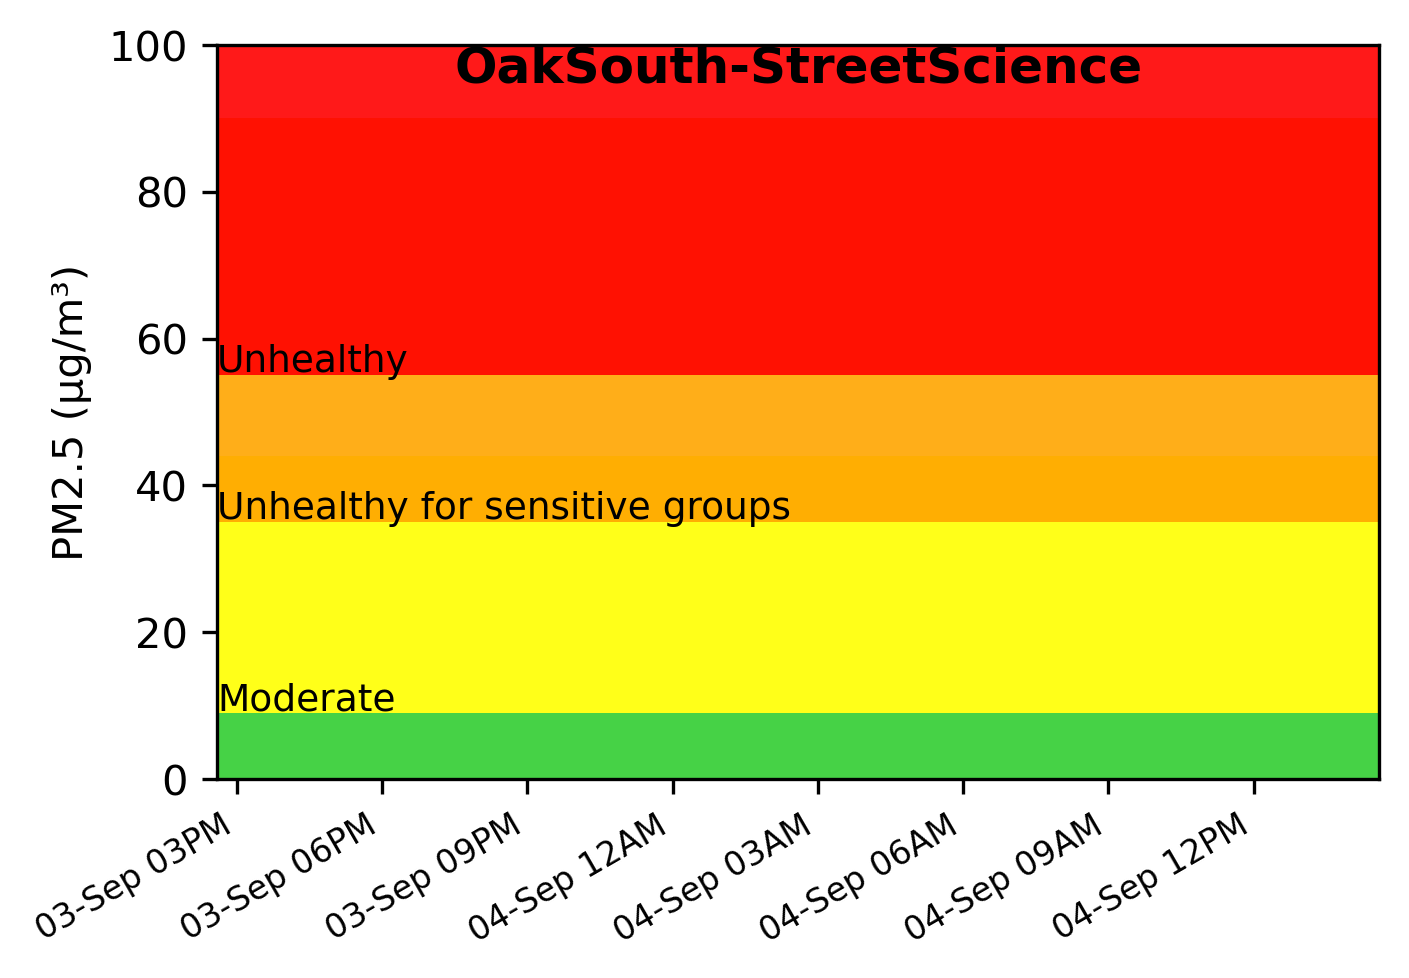 OakSouth-StreetScience
PM2.5 (μg/m³)
100
80
60
40
20
0
Unhealthy
Unhealthy for sensitive groups
Moderate
03-Sep 03PM
03-Sep 06PM
03-Sep 09PM
04-Sep 12AM
04-Sep 03AM
04-Sep 06AM
04-Sep 09AM
04-Sep 12PM